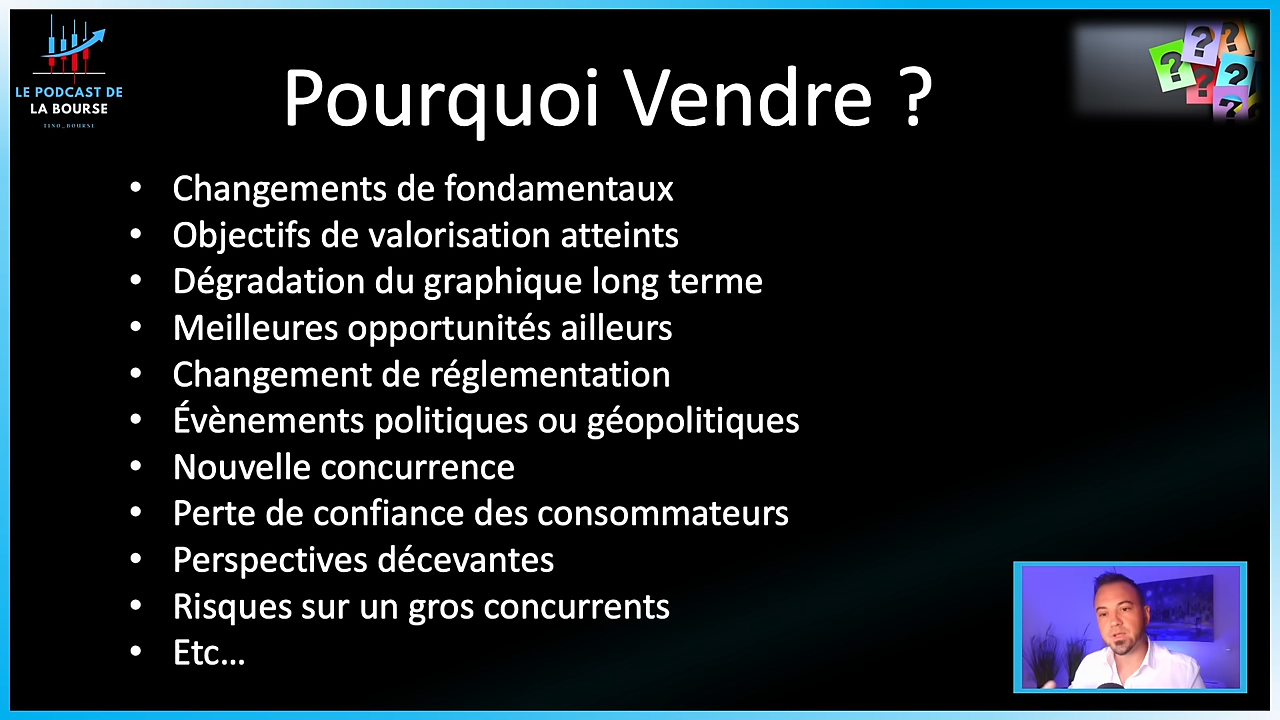 LE PODCAST DE
LA BOURSE
TINO_BOURSE
Pourquoi Vendre ?
? ? ? ? ? ?
• Changements de fondamentaux
• Objectifs de valorisation atteints
• Dégradation du graphique long terme
• Meilleures opportunités ailleurs
• Changement de réglementation
• Évènements politiques ou géopolitiques
• Nouvelle concurrence
• Perte de confiance des consommateurs
• Perspectives décevantes
• Risques sur un gros concurrents
• Etc…